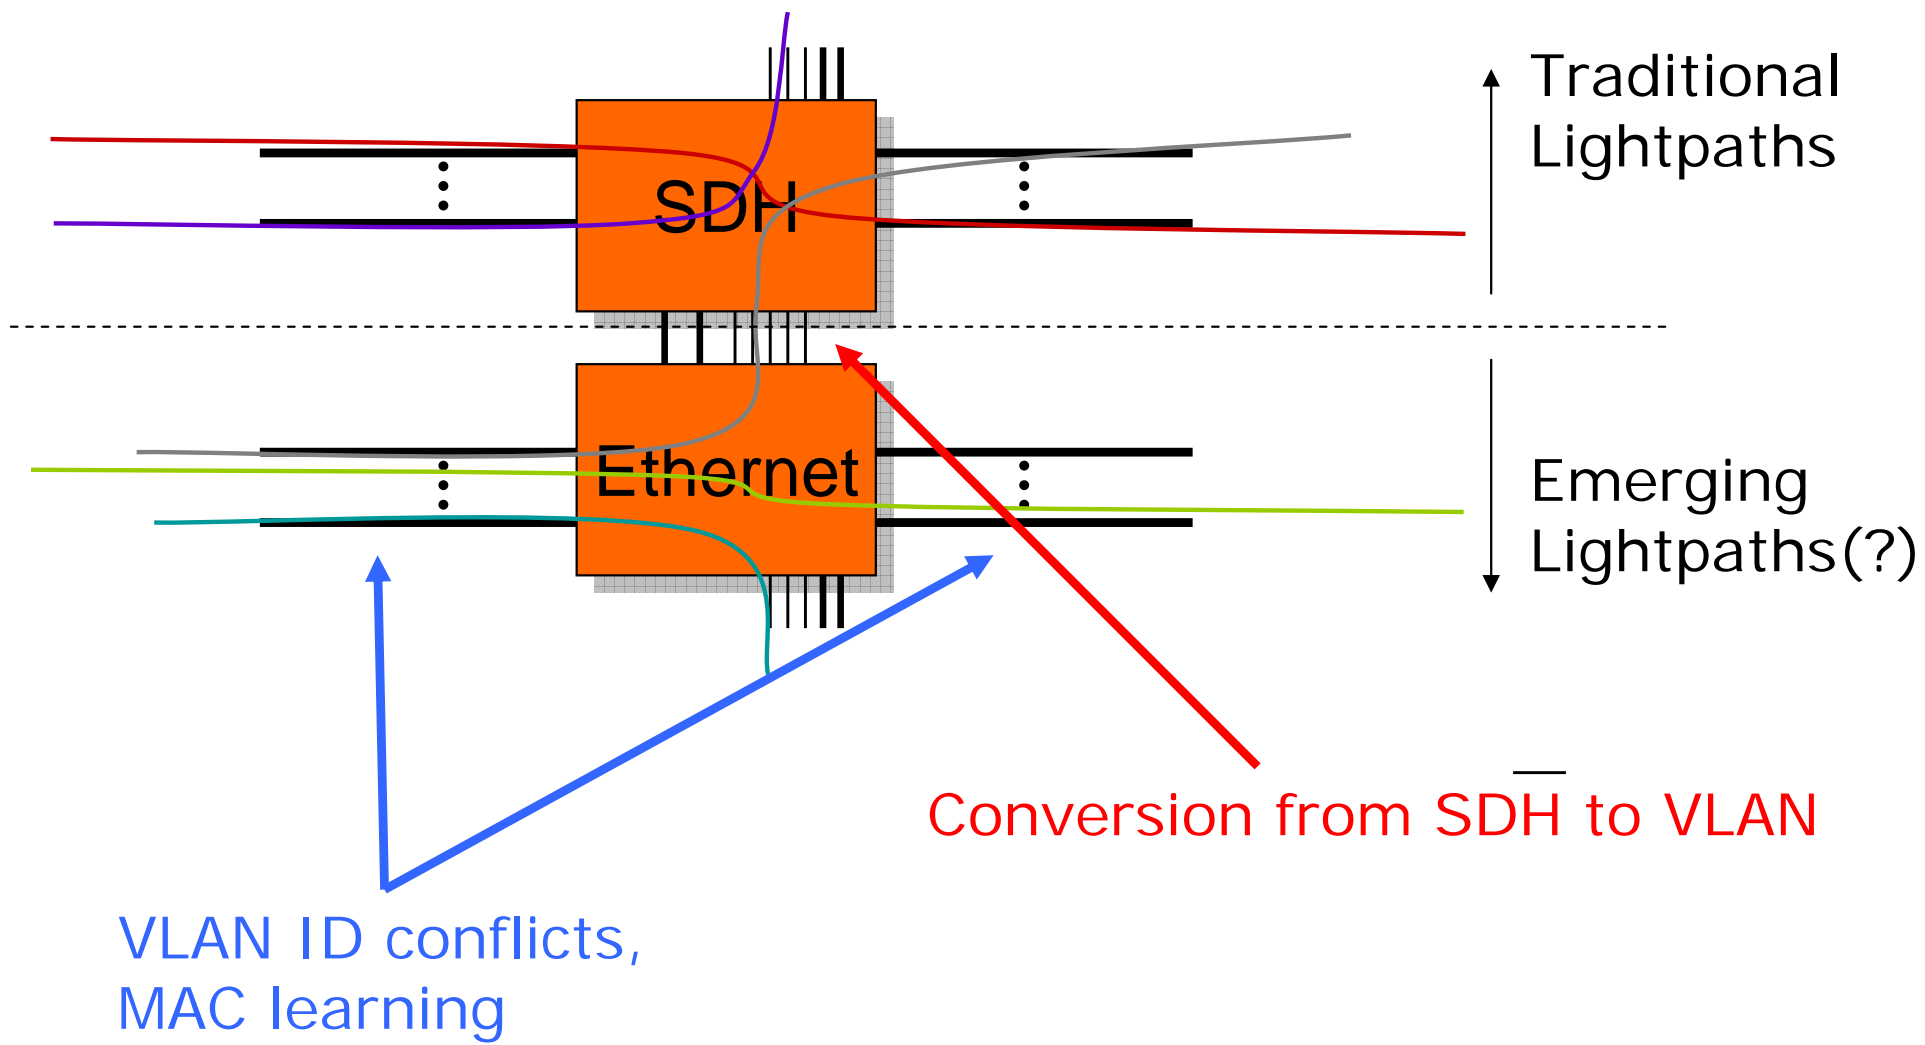 Traditional
Lightpaths
SDH
Ethernet
Emerging
Lightpaths(?)
Conversion from SDH to VLAN
VLAN ID conflicts,
MAC learning